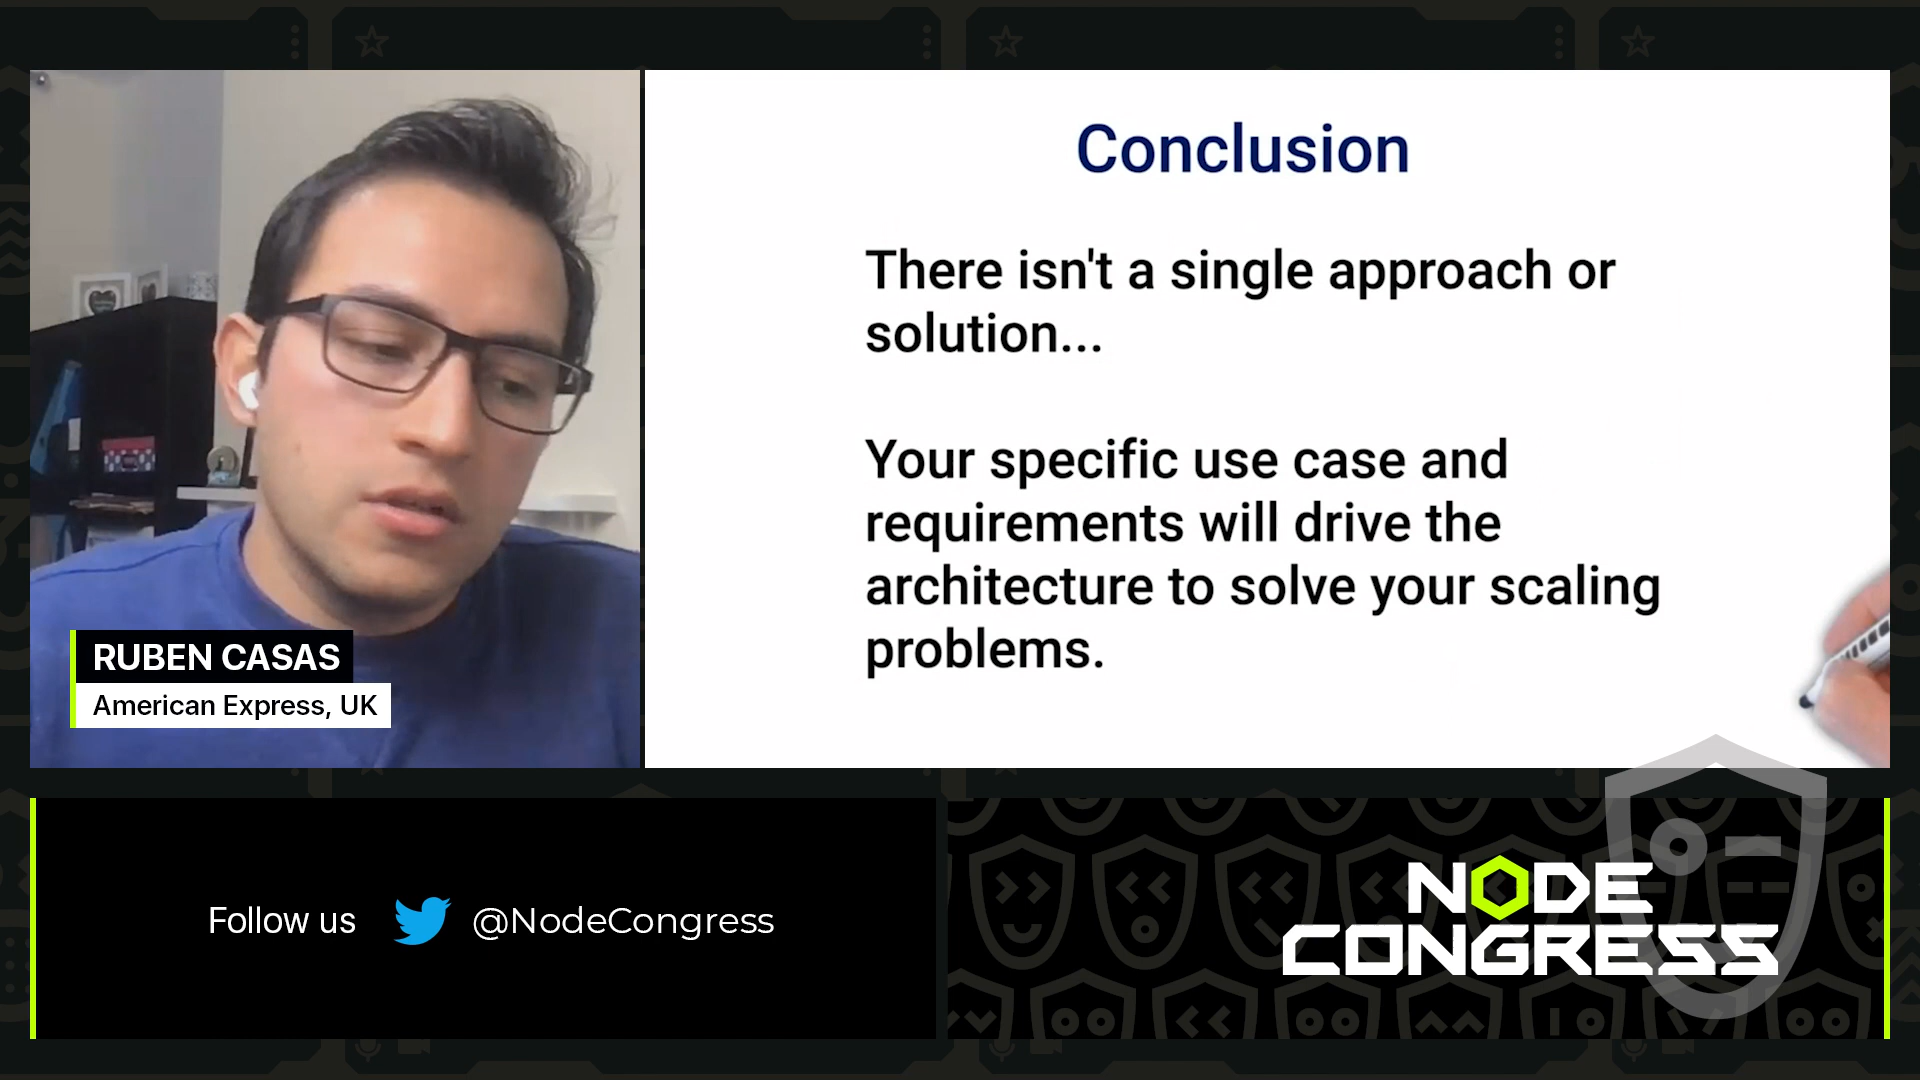 Conclusion
There isn't a single approach or
solution...
Your specific use case and
requirements will drive the
architecture to solve your scaling
problems.
RUBEN CASAS
American Express, UK
Follow us @NodeCongress
NODE
CONGRESS